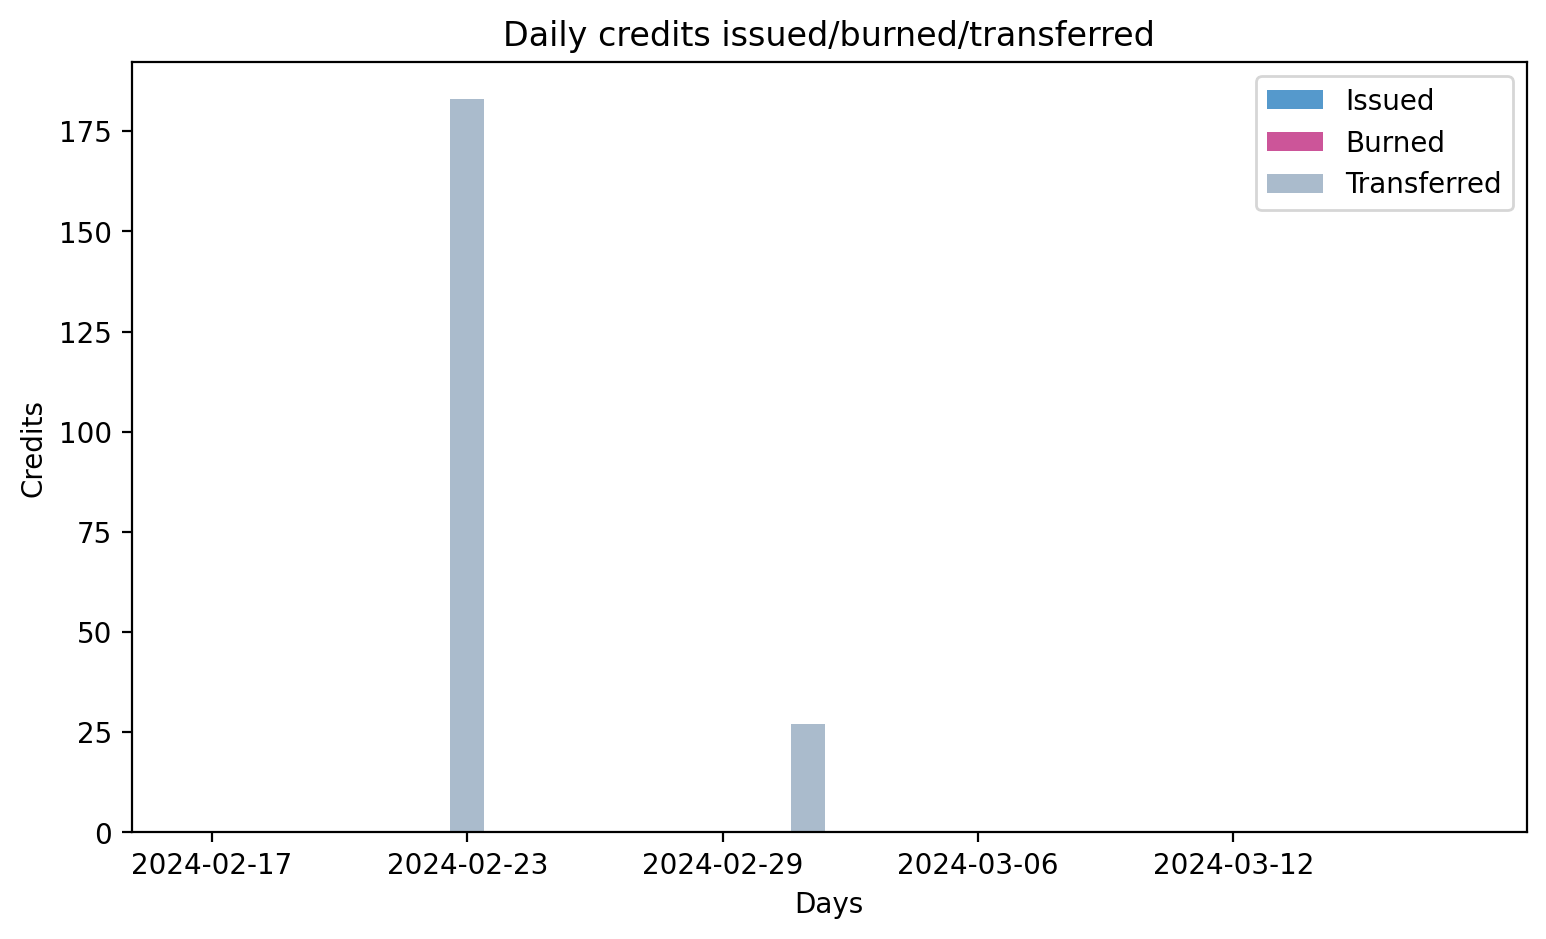 Daily credits issued/burned/transferred
Issued
Burned
Transferred
175
150
125
100
75
50
25
0
Credits
2024-02-17
2024-02-23
2024-02-29
2024-03-06
2024-03-12
Days